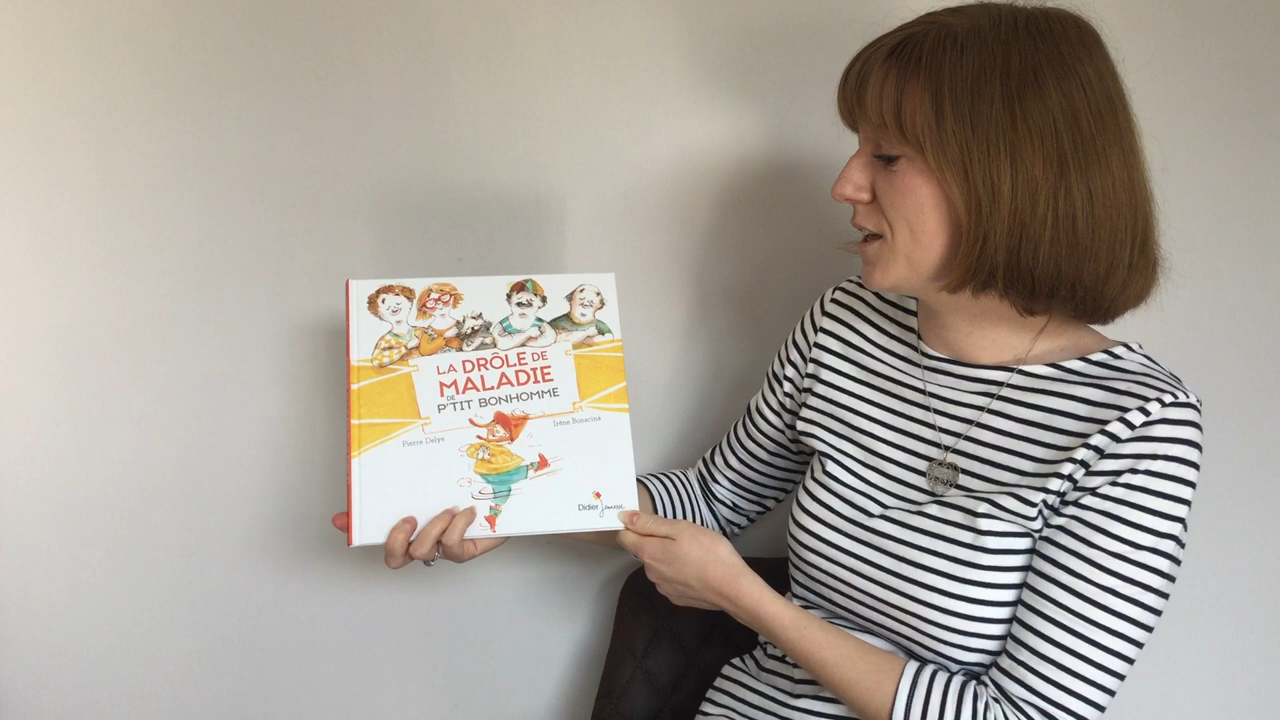 LA DRÔLE DE
MALADIE
DE
P'TIT BONHOMME
Pierre Delye
Irène Bonacina
Didier Jeunesse